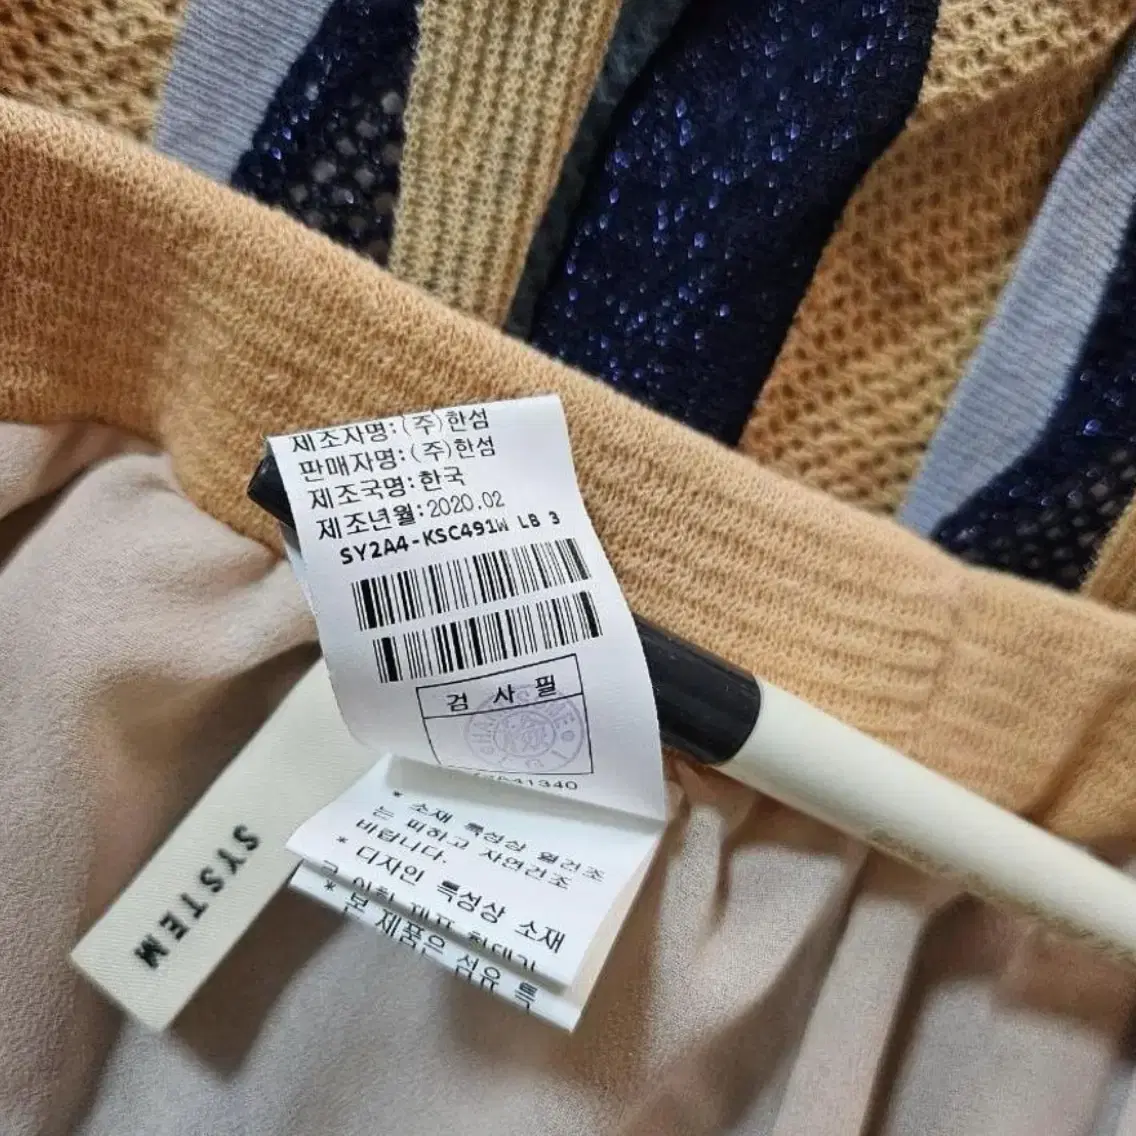 제조자명:(주)한섬
판매자명:(주)한섬
제조국명:한국
제조년월:2020.02
SY2A4-KSC491W LB 3
검 사 필
* 소재 특성상 열건조
는 피하고 자연건조
바랍니다.
* 디자인 특성상 소재
* 본 제품은 섬유 특
SYSTEM